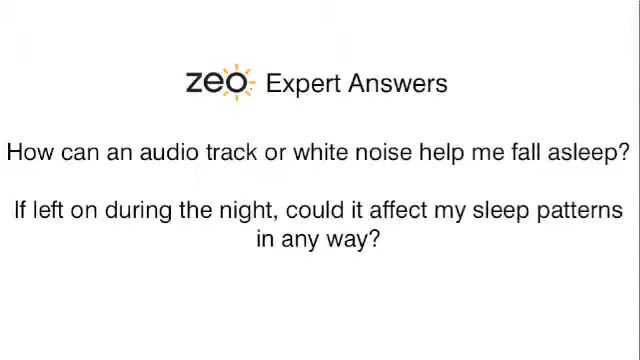 zeo Expert Answers
How can an audio track or white noise help me fall asleep?
If left on during the night, could it affect my sleep patterns
in any way?